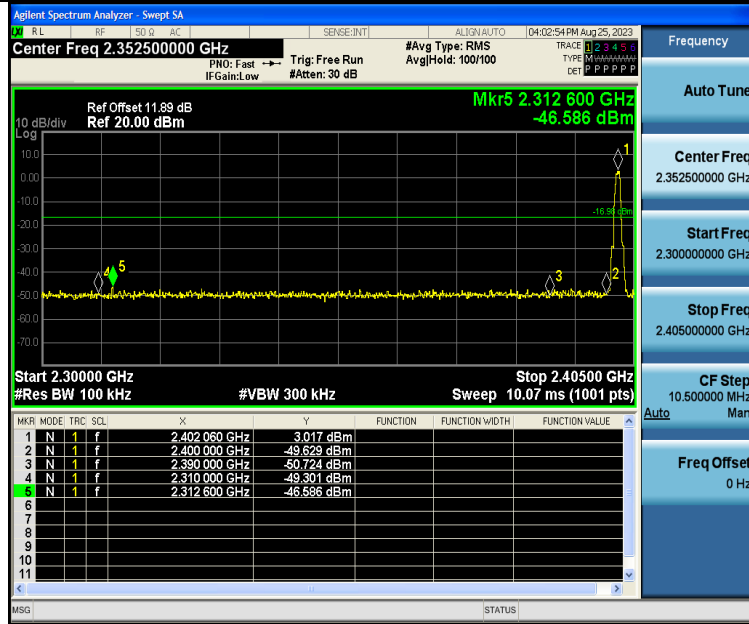 Agilent Spectrum Analyzer - Swept SA
RL RF 50 Ω AC SENSE:INT ALIGN AUTO 04:02:54 PM Aug 25, 2023
Center Freq 2.352500000 GHz
PNO: Fast
IFGain:Low
Trig: Free Run
#Atten: 30 dB
#Avg Type: RMS
Avg|Hold: 100/100
TRACE 1 2 3 4 5 6
TYPE M
DET P P P P P P
Ref Offset 11.89 dB
10 dB/div Ref 20.00 dBm
Log
Mkr5 2.312 600 GHz
-46.586 dBm
10.0
0.00
-10.0
-20.0
-30.0
-40.0
-50.0
-60.0
-70.0
1
-16.98 dBm
4 5 3 2
Start 2.30000 GHz Stop 2.40500 GHz
#Res BW 100 kHz #VBW 300 kHz Sweep 10.07 ms (1001 pts)
MKR MODE TRC SCL X Y FUNCTION FUNCTION WIDTH FUNCTION VALUE
1 N 1 f 2.402 060 GHz 3.017 dBm
2 N 1 f 2.400 000 GHz -49.629 dBm
3 N 1 f 2.390 000 GHz -50.724 dBm
4 N 1 f 2.310 000 GHz -49.301 dBm
5 N 1 f 2.312 600 GHz -46.586 dBm
6
7
8
9
10
11
MSG STATUS
Frequency
Auto Tune
Center Freq
2.352500000 GHz
Start Freq
2.300000000 GHz
Stop Freq
2.405000000 GHz
CF Step
10.500000 MHz
Auto Man
Freq Offset
0 Hz